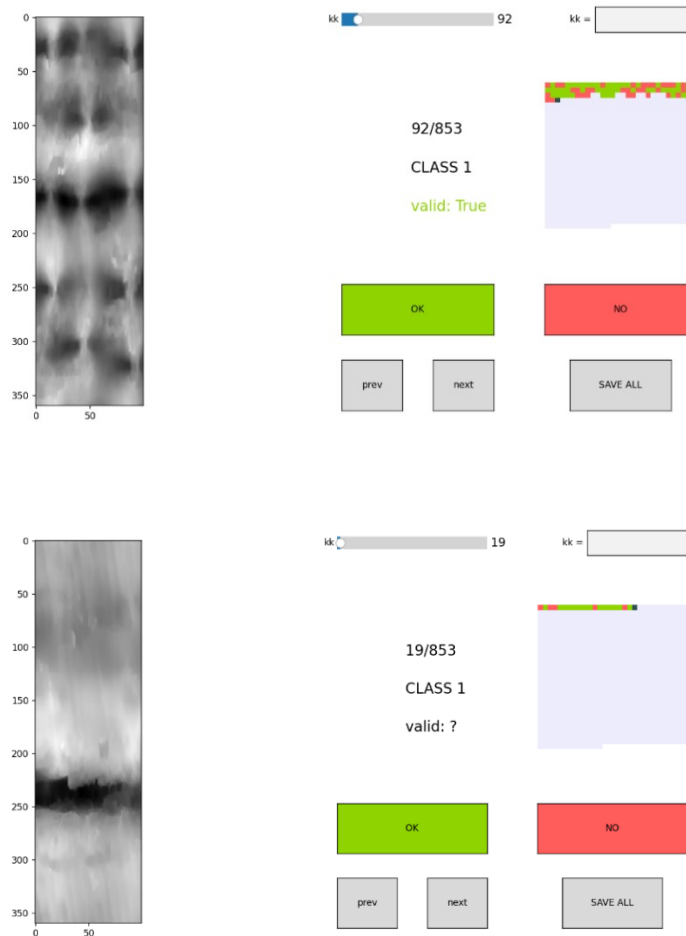 0
50
100
150
200
250
300
350
0 50
kk 92 kk =
92/853
CLASS 1
valid: True
OK NO
prev next SAVE ALL
0
50
100
150
200
250
300
350
0 50
kk 19 kk =
19/853
CLASS 1
valid: ?
OK NO
prev next SAVE ALL